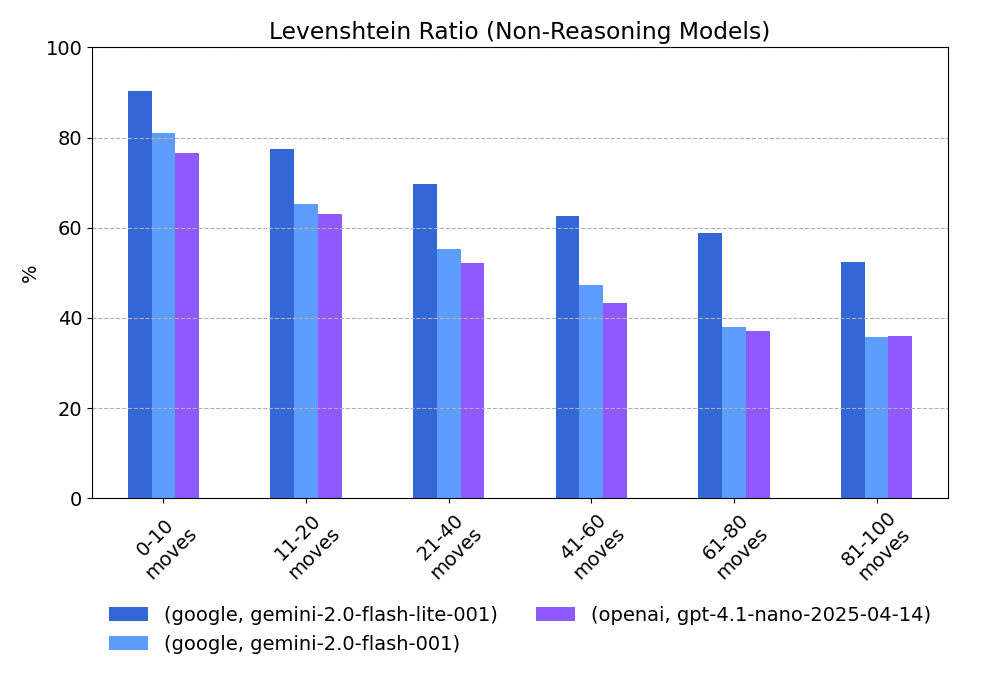 Levenshtein Ratio (Non-Reasoning Models)
%
100
80
60
40
20
0
0-10
moves
11-20
moves
21-40
moves
41-60
moves
61-80
moves
81-100
moves
(google, gemini-2.0-flash-lite-001)
(google, gemini-2.0-flash-001)
(openai, gpt-4.1-nano-2025-04-14)